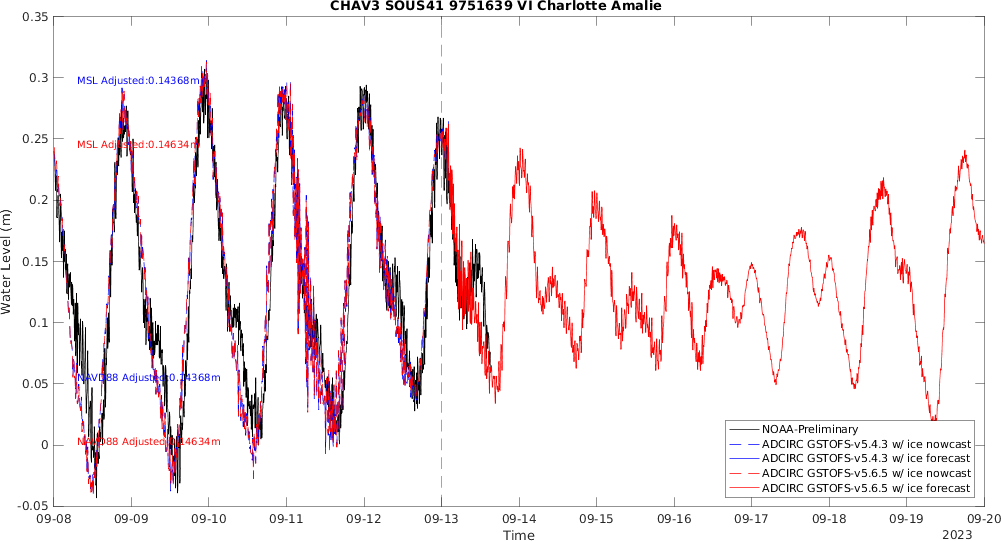 CHAV3 SOUS41 9751639 VI Charlotte Amalie
0.35
0.3
0.25
0.2
0.15
0.1
0.05
0
-0.05
Water Level (m)
MSL Adjusted:0.14368m
MSL Adjusted:0.14634m
NAVD88 Adjusted:0.14368m
NAVD88 Adjusted:0.14634m
NOAA-Preliminary
ADCIRC GSTOFS-v5.4.3 w/ ice nowcast
ADCIRC GSTOFS-v5.4.3 w/ ice forecast
ADCIRC GSTOFS-v5.6.5 w/ ice nowcast
ADCIRC GSTOFS-v5.6.5 w/ ice forecast
09-08 09-09 09-10 09-11 09-12 09-13 09-14 09-15 09-16 09-17 09-18 09-19 09-20
Time
2023